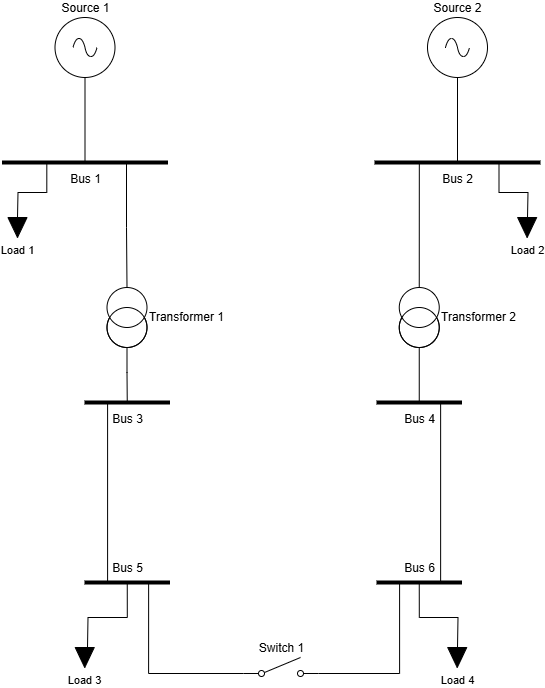 Source 1
Source 2
Bus 1
Bus 2
Load 1
Load 2
Transformer 1
Transformer 2
Bus 3
Bus 4
Bus 5
Bus 6
Switch 1
Load 3
Load 4